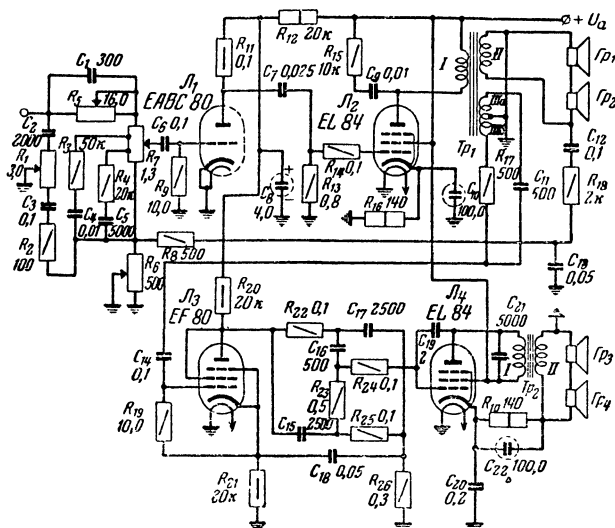 R₁₂ 20к
+ Uа
R₁₁
0,1
R₁₅
10к
C₁ 300
C₇ 0,025
C₉ 0,01
I
II
Гр₁
R₅ 16,0
Л₁
EABC 80
Л₂
EL 84
IIIа
Гр₂
C₂
2000
R₃ 50к
C₆ 0,1
Тр₁
R₁
3,0
R₇
1,3
R₄
20к
R₉
10,0
R₁₄ 0,1
R₁₇
500
C₁₁
500
C₁₂
0,1
R₁₃
0,8
C₃
0,1
C₄
0,01
C₅
5000
C₈
4,0
R₁₆ 140
C₁₀
100,0
R₁₈
2к
R₂
100
R₈ 500
R₆
500
C₁₃
0,05
R₂₀
20к
Л₃
EF 80
R₂₂ 0,1
C₁₇ 2500
Л₄
EL 84
C₂₁
5000
C₁₉
2
C₁₄
0,1
C₁₆
500
R₂₄ 0,1
I
II
Тр₂
Гр₃
R₂₃
0,5
R₁₉
10,0
C₁₅ 2500
R₂₅ 0,1
R₁₀ 140
Гр₄
C₁₈ 0,05
C₂₂ 100,0
R₂₁
20к
R₂₆
0,3
C₂₀
0,2